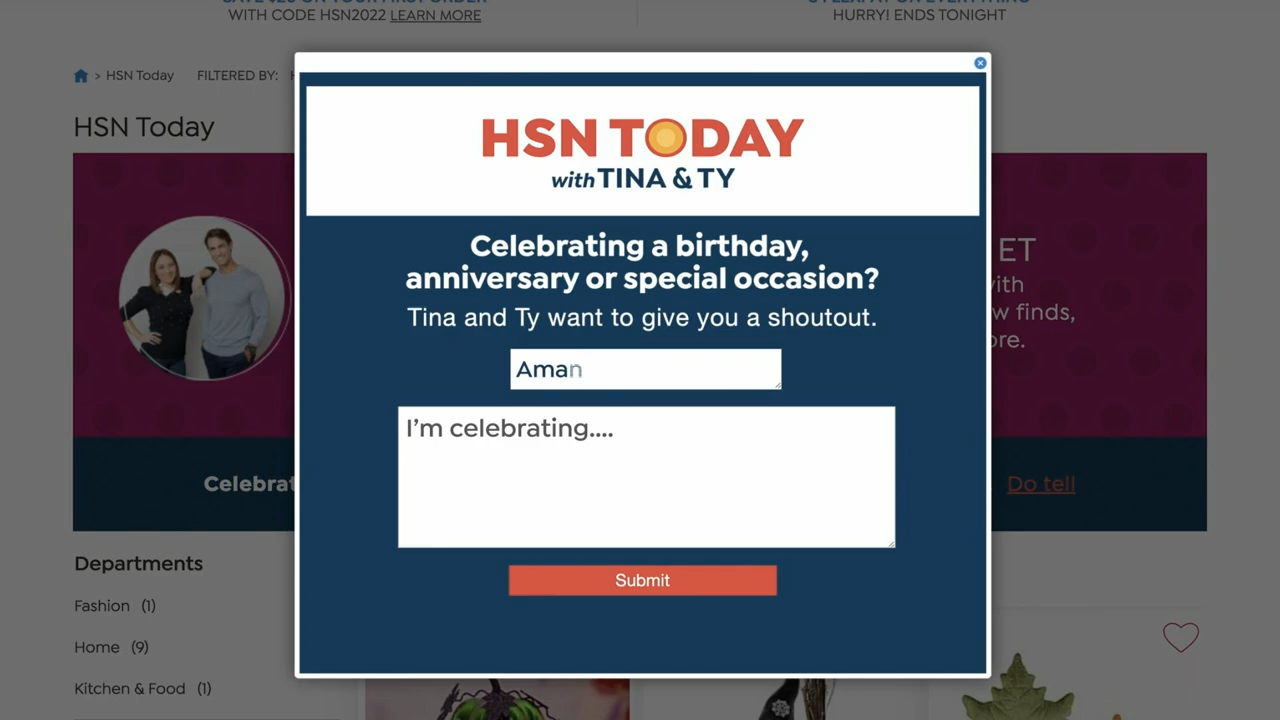 WITH CODE HSN2022 LEARN MORE
HURRY! ENDS TONIGHT
> HSN Today FILTERED BY:
HSN Today
HSN TODAY
with TINA & TY
Celebrating a birthday,
anniversary or special occasion?
Tina and Ty want to give you a shoutout.
Aman
I'm celebrating....
Submit
ET
w finds,
Celebrat
Do tell
Departments
Fashion (1)
Home (9)
Kitchen & Food (1)